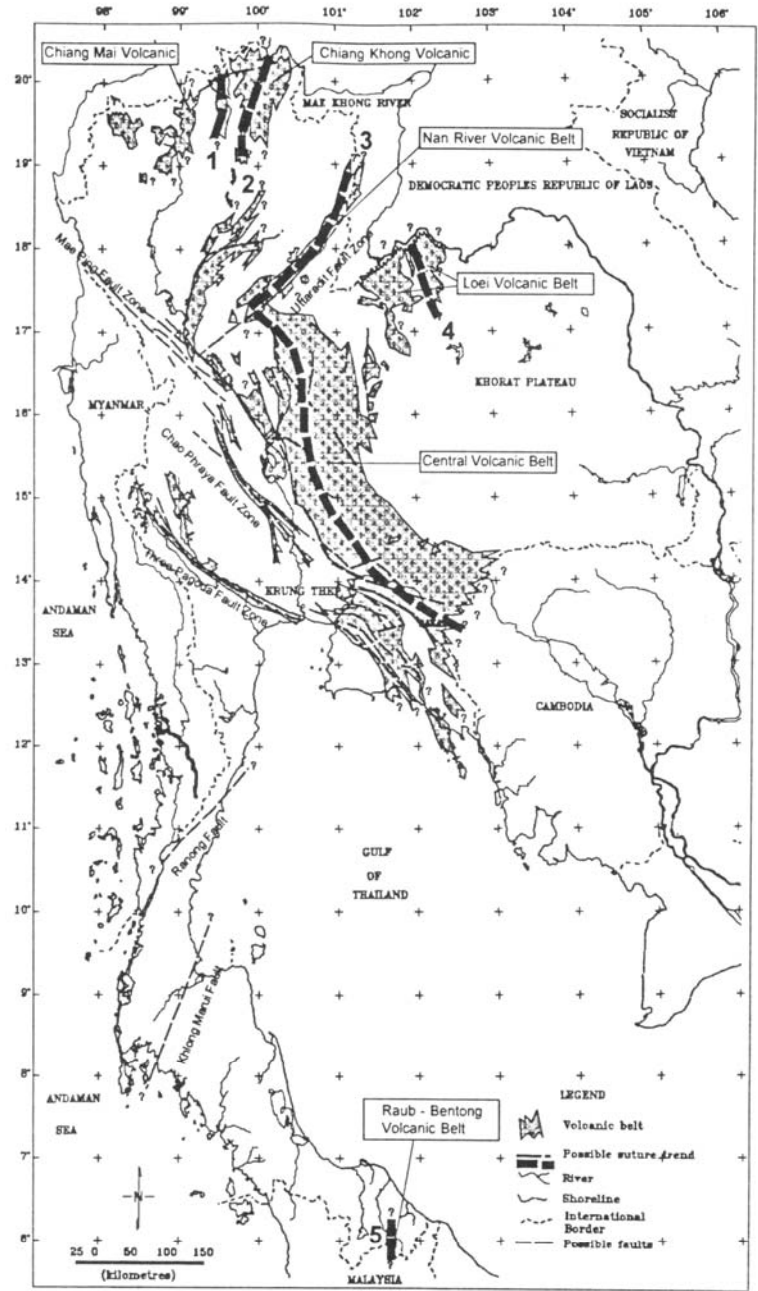 98°
99°
100°
101°
102°
103°
104°
105°
106°
Chiang Mai Volcanic
Chiang Khong Volcanic
20°
MAE KHONG RIVER
SOCIALIST
REPUBLIC OF
VIETNAM
3
Nan River Volcanic Belt
19°
1
2
DEMOCRATIC PEOPLES REPUBLIC OF LAOS
18°
Mae Ping Fault Zone
Uttaradit Fault Zone
Loei Volcanic Belt
17°
4
KHORAT PLATEAU
MYANMAR
16°
Chao Phraya Fault Zone
Central Volcanic Belt
15°
Three Pagoda Fault Zone
14°
KRUNG THEP
ANDAMAN
SEA
13°
CAMBODIA
12°
Ranong Fault
11°
GULF
OF
THAILAND
10°
9°
Khlong Marui Fault
8°
ANDAMAN
SEA
LEGEND
Raub - Bentong
Volcanic Belt
Volcanic belt
7°
Possible suture trend
River
Shoreline
N
International
Border
6°
5
Possible faults
25 0 50 100 150
(kilometres)
MALAYSIA